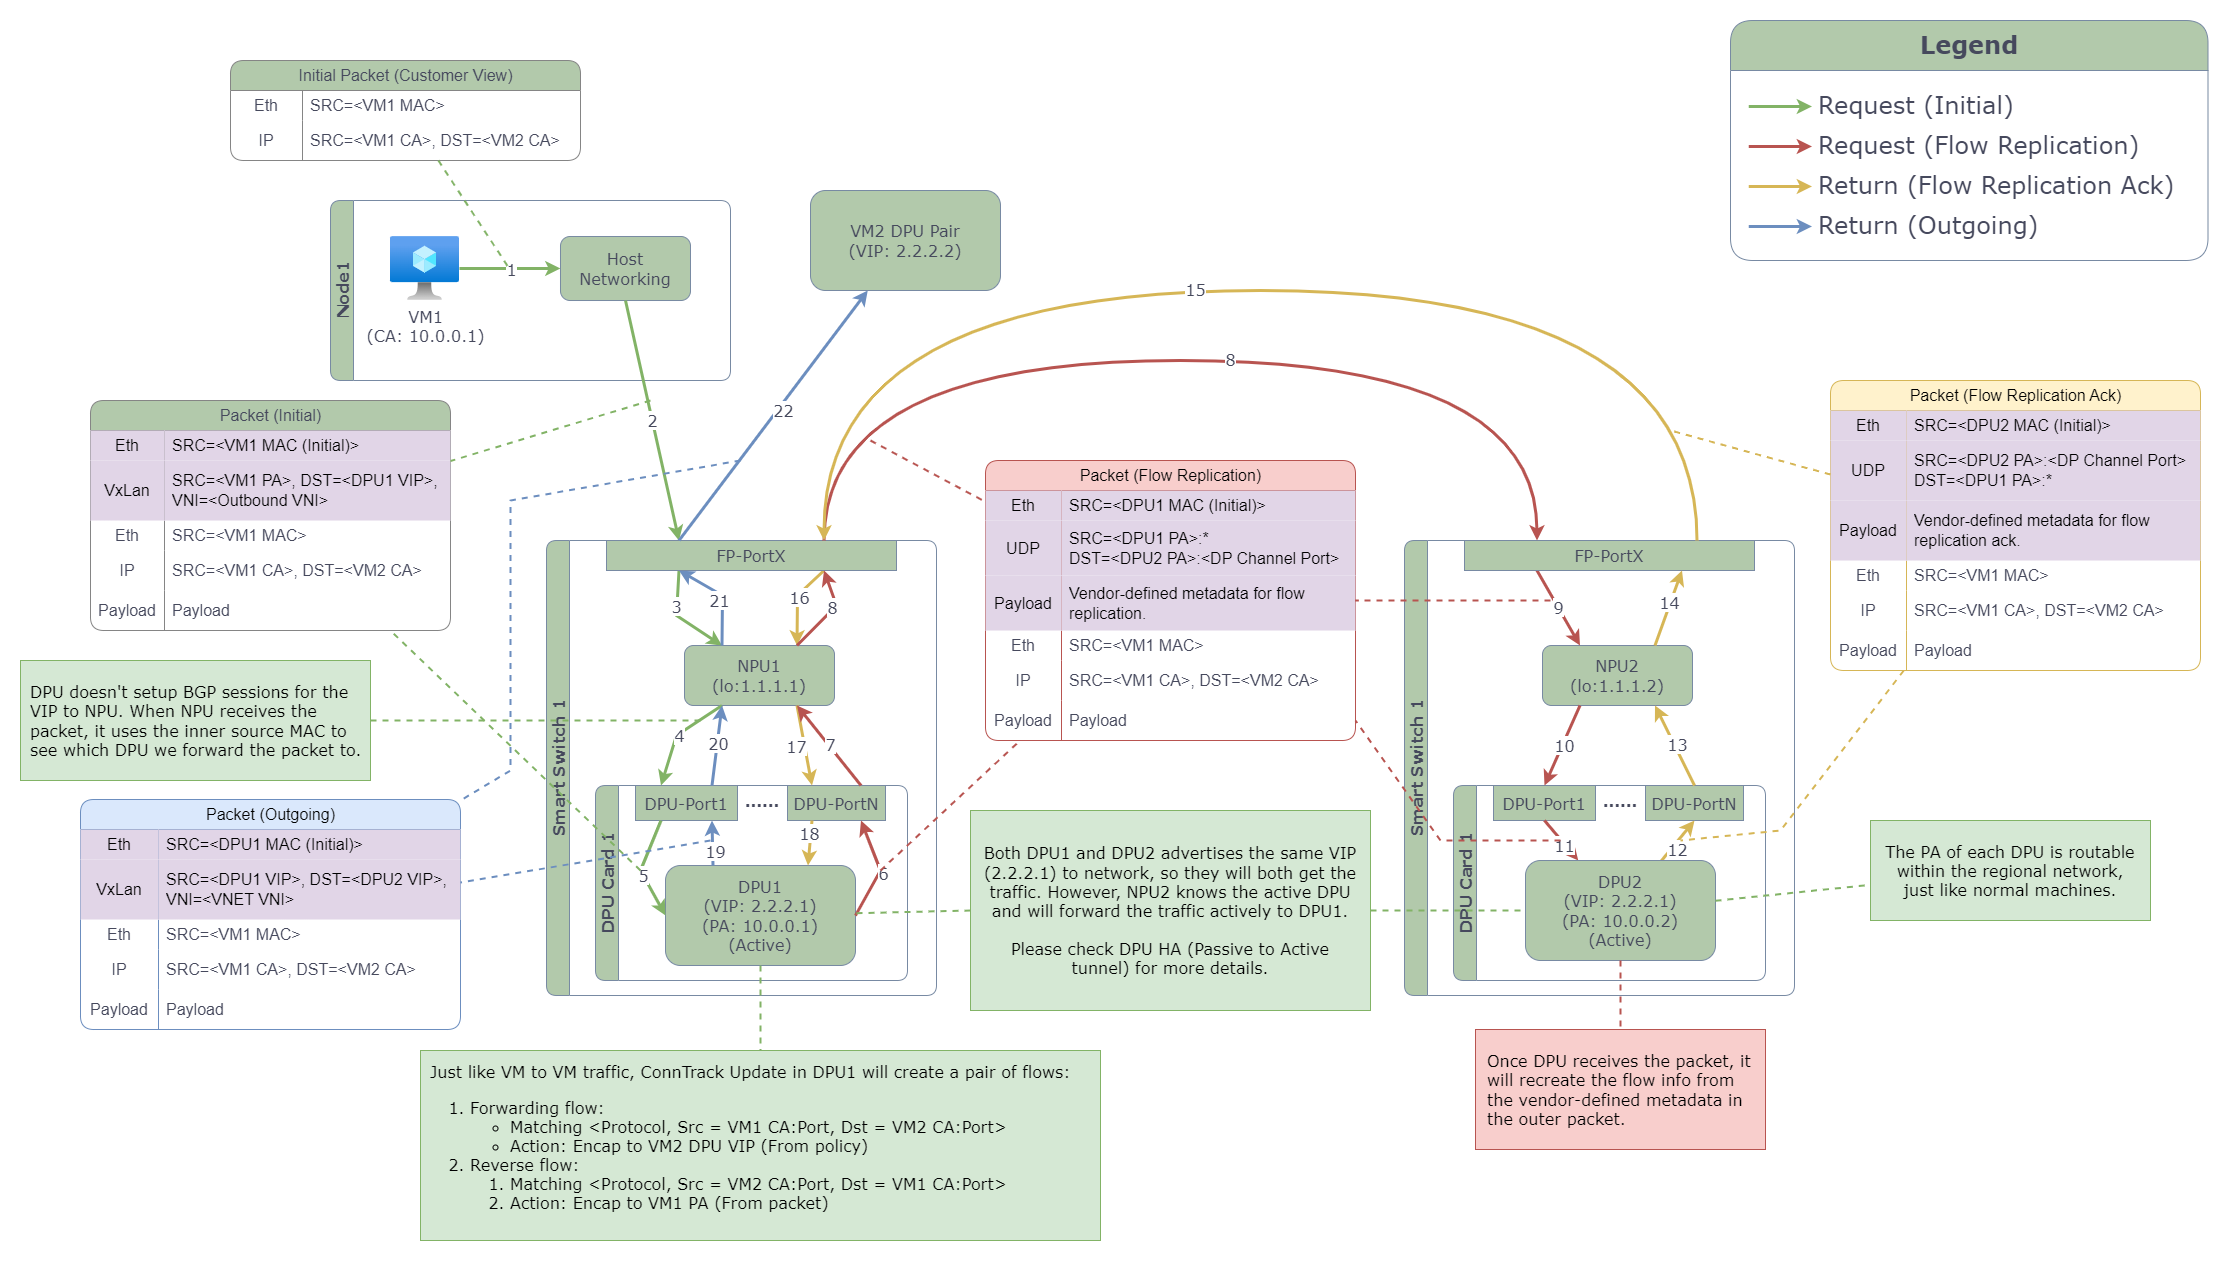 Legend
Request (Initial)
Request (Flow Replication)
Return (Flow Replication Ack)
Return (Outgoing)
Initial Packet (Customer View)
Eth SRC=<VM1 MAC>
IP SRC=<VM1 CA>, DST=<VM2 CA>
Node1
VM1
(CA: 10.0.0.1)
1
Host
Networking
VM2 DPU Pair
(VIP: 2.2.2.2)
15
8
22
2
Packet (Initial)
Eth SRC=<VM1 MAC (Initial)>
VxLan SRC=<VM1 PA>, DST=<DPU1 VIP>,
VNI=<Outbound VNI>
Eth SRC=<VM1 MAC>
IP SRC=<VM1 CA>, DST=<VM2 CA>
Payload Payload
Packet (Flow Replication)
Eth SRC=<DPU1 MAC (Initial)>
UDP SRC=<DPU1 PA>:*
DST=<DPU2 PA>:<DP Channel Port>
Payload Vendor-defined metadata for flow
replication.
Eth SRC=<VM1 MAC>
IP SRC=<VM1 CA>, DST=<VM2 CA>
Payload Payload
Packet (Flow Replication Ack)
Eth SRC=<DPU2 MAC (Initial)>
UDP SRC=<DPU2 PA>:<DP Channel Port>
DST=<DPU1 PA>:*
Payload Vendor-defined metadata for flow
replication ack.
Eth SRC=<VM1 MAC>
IP SRC=<VM1 CA>, DST=<VM2 CA>
Payload Payload
DPU doesn't setup BGP sessions for the
VIP to NPU. When NPU receives the
packet, it uses the inner source MAC to
see which DPU we forward the packet to.
Packet (Outgoing)
Eth SRC=<DPU1 MAC (Initial)>
VxLan SRC=<DPU1 VIP>, DST=<DPU2 VIP>,
VNI=<VNET VNI>
Eth SRC=<VM1 MAC>
IP SRC=<VM1 CA>, DST=<VM2 CA>
Payload Payload
Smart Switch 1
FP-PortX
3
21
16
8
NPU1
(lo:1.1.1.1)
4
20
17
7
DPU Card 1
DPU-Port1
......
DPU-PortN
5
19
18
6
DPU1
(VIP: 2.2.2.1)
(PA: 10.0.0.1)
(Active)
Both DPU1 and DPU2 advertises the same VIP
(2.2.2.1) to network, so they will both get the
traffic. However, NPU2 knows the active DPU
and will forward the traffic actively to DPU1.
Please check DPU HA (Passive to Active
tunnel) for more details.
Smart Switch 1
FP-PortX
9
14
NPU2
(lo:1.1.1.2)
10
13
DPU Card 1
DPU-Port1
......
DPU-PortN
11
12
DPU2
(VIP: 2.2.2.1)
(PA: 10.0.0.2)
(Active)
The PA of each DPU is routable
within the regional network,
just like normal machines.
Just like VM to VM traffic, ConnTrack Update in DPU1 will create a pair of flows:
1. Forwarding flow:
◦ Matching <Protocol, Src = VM1 CA:Port, Dst = VM2 CA:Port>
◦ Action: Encap to VM2 DPU VIP (From policy)
2. Reverse flow:
1. Matching <Protocol, Src = VM2 CA:Port, Dst = VM1 CA:Port>
2. Action: Encap to VM1 PA (From packet)
Once DPU receives the packet, it
will recreate the flow info from
the vendor-defined metadata in
the outer packet.